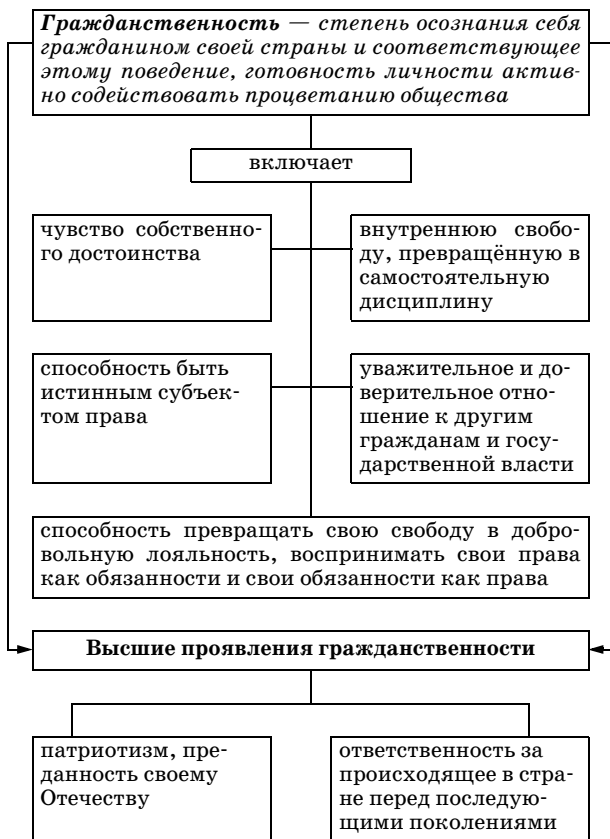 Гражданственность — степень осознания себя
гражданином своей страны и соответствующее
этому поведение, готовность личности актив-
но содействовать процветанию общества
включает
чувство собственно-
го достоинства
внутреннюю свобо-
ду, превращённую в
самостоятельную
дисциплину
способность быть
истинным субъек-
том права
уважительное и до-
верительное отно-
шение к другим
гражданам и госу-
дарственной власти
способность превращать свою свободу в добро-
вольную лояльность, воспринимать свои права
как обязанности и свои обязанности как права
Высшие проявления гражданственности
патриотизм, пре-
данность своему
Отечеству
ответственность за
происходящее в стра-
не перед последую-
щими поколениями